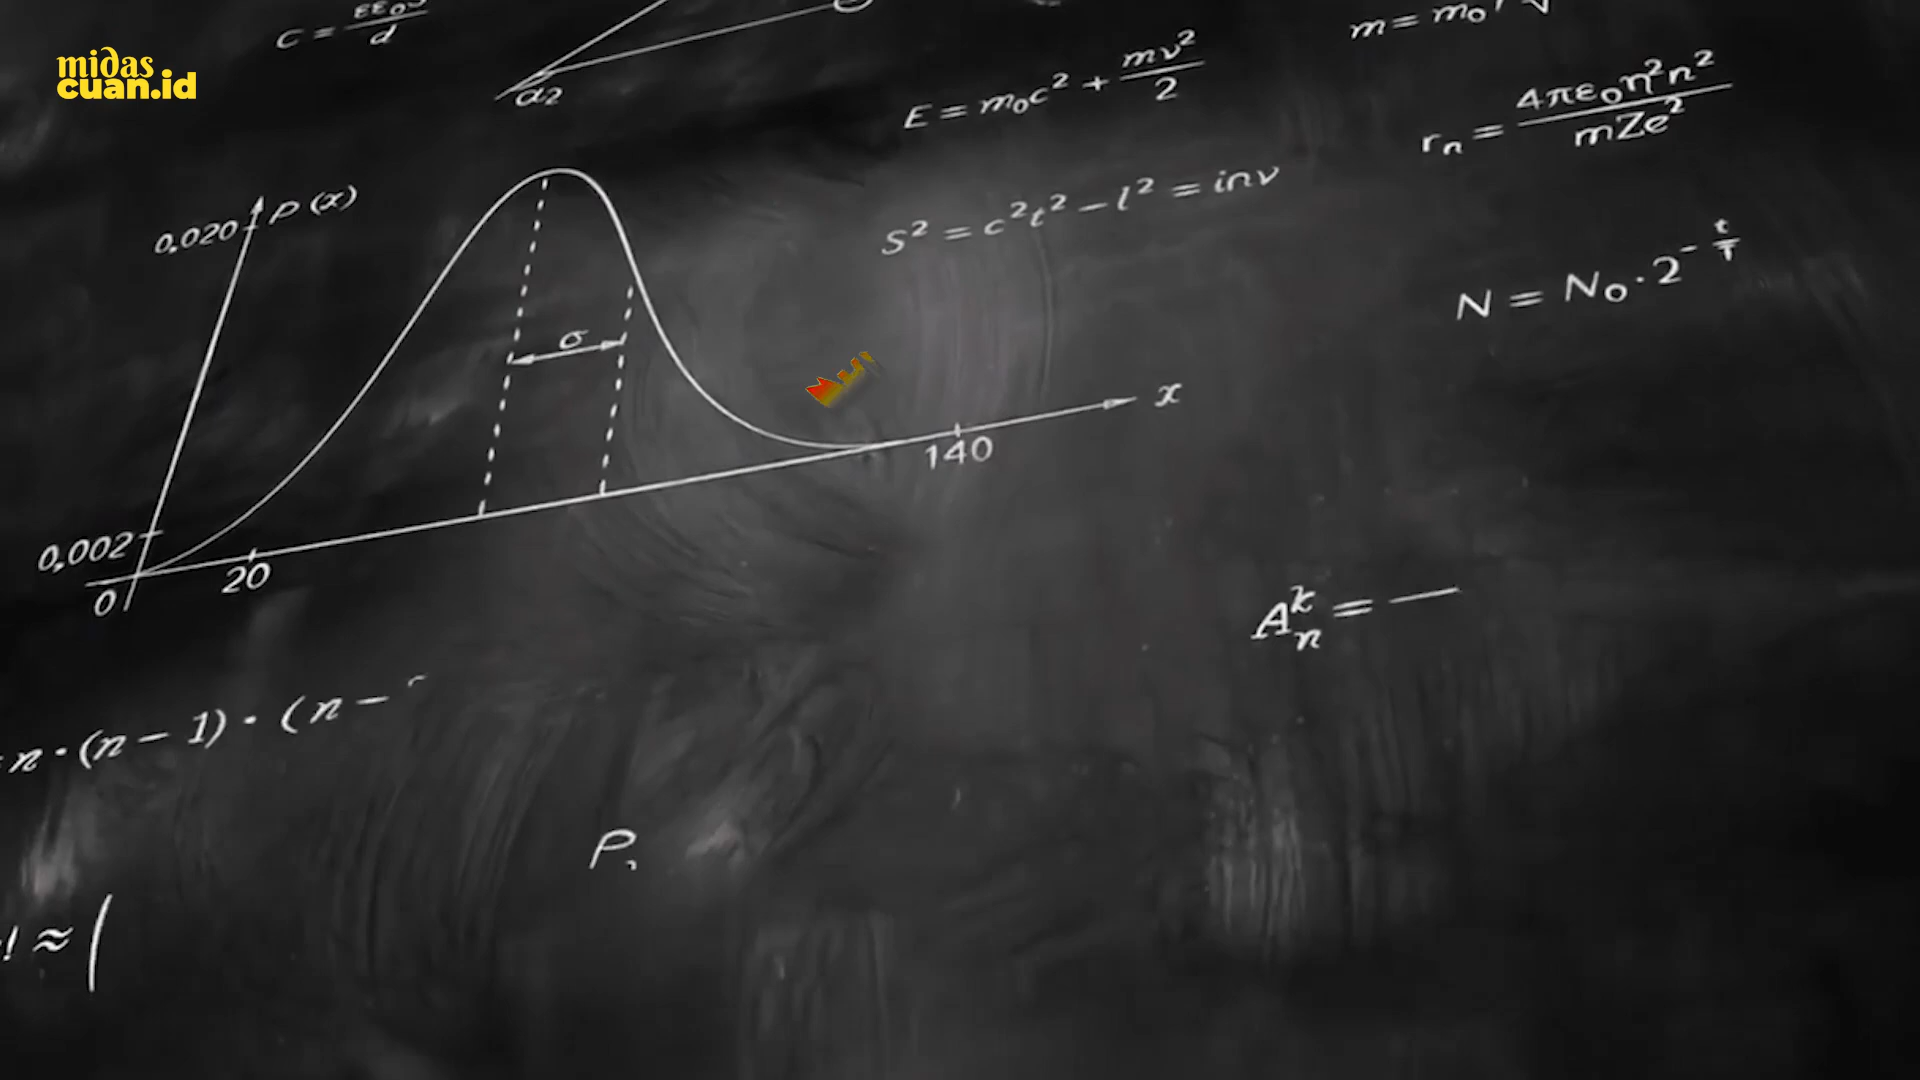 midas
cuan.id
C = εε₀S / d
α₂
E = m₀c² + mv² / 2
m = m₀
rₙ = 4πε₀η²n² / mZe²
S² = c²t² − l² = inv
N = N₀ · 2^(−t/T)
p(x)
0,020
σ
x
140
0,002
20
0
Aₙᵏ = —
n · (n − 1) · (n −
P
! ≈ (